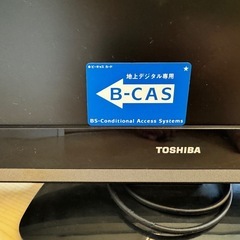 地上デジタル専用
B-CAS
BS-Conditional Access Systems
TOSHIBA